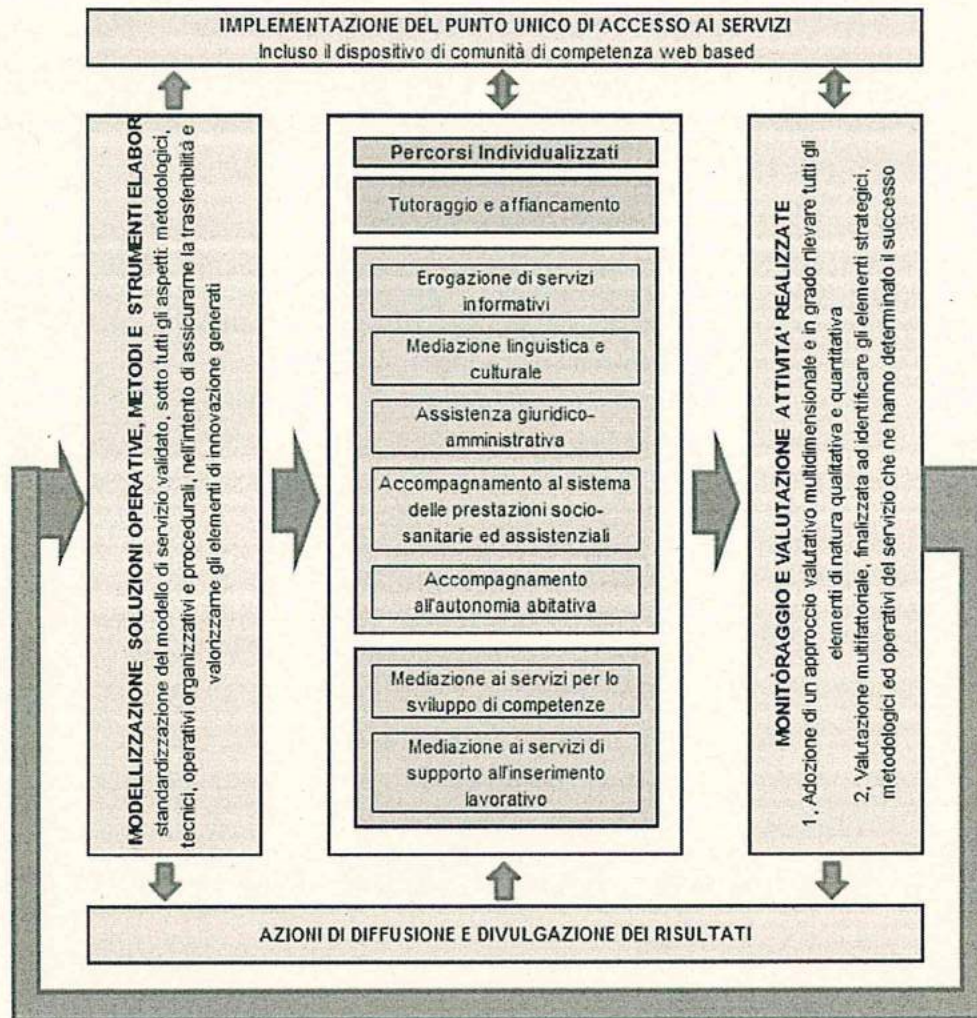 IMPLEMENTAZIONE DEL PUNTO UNICO DI ACCESSO AI SERVIZI
Incluso il dispositivo di comunità di competenza web based
MODELLIZZAZIONE SOLUZIONI OPERATIVE, METODI E STRUMENTI ELABOR
standardizzazione del modello di servizio validato, sotto tutti gli aspetti: metodologici,
tecnici, operativi organizzativi e procedurali, nell'intento di assicurarne la trasferibilità e
valorizzarne gli elementi di innovazione generati
Percorsi Individualizzati
Tutoraggio e affiancamento
Erogazione di servizi
informativi
Mediazione linguistica e
culturale
Assistenza giuridico-
amministrativa
Accompagnamento al sistema
delle prestazioni socio-
sanitarie ed assistenziali
Accompagnamento
all'autonomia abitativa
Mediazione ai servizi per lo
sviluppo di competenze
Mediazione ai servizi di
supporto all'inserimento
lavorativo
MONITORAGGIO E VALUTAZIONE ATTIVITA' REALIZZATE
1. Adozione di un approccio valutativo multidimensionale e in grado rilevare tutti gli
elementi di natura qualitativa e quantitativa
2, Valutazione multifattoriale, finalizzata ad identificare gli elementi strategici,
metodologici ed operativi del servizio che ne hanno determinato il successo
AZIONI DI DIFFUSIONE E DIVULGAZIONE DEI RISULTATI